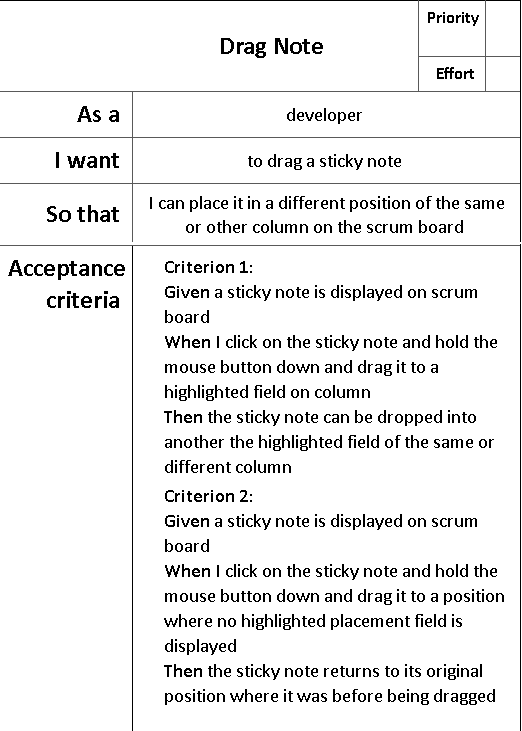 Drag Note
Priority
Effort
As a
developer
I want
to drag a sticky note
So that
I can place it in a different position of the same
or other column on the scrum board
Acceptance
criteria
Criterion 1:
Given a sticky note is displayed on scrum
board
When I click on the sticky note and hold the
mouse button down and drag it to a
highlighted field on column
Then the sticky note can be dropped into
another the highlighted field of the same or
different column
Criterion 2:
Given a sticky note is displayed on scrum
board
When I click on the sticky note and hold the
mouse button down and drag it to a position
where no highlighted placement field is
displayed
Then the sticky note returns to its original
position where it was before being dragged